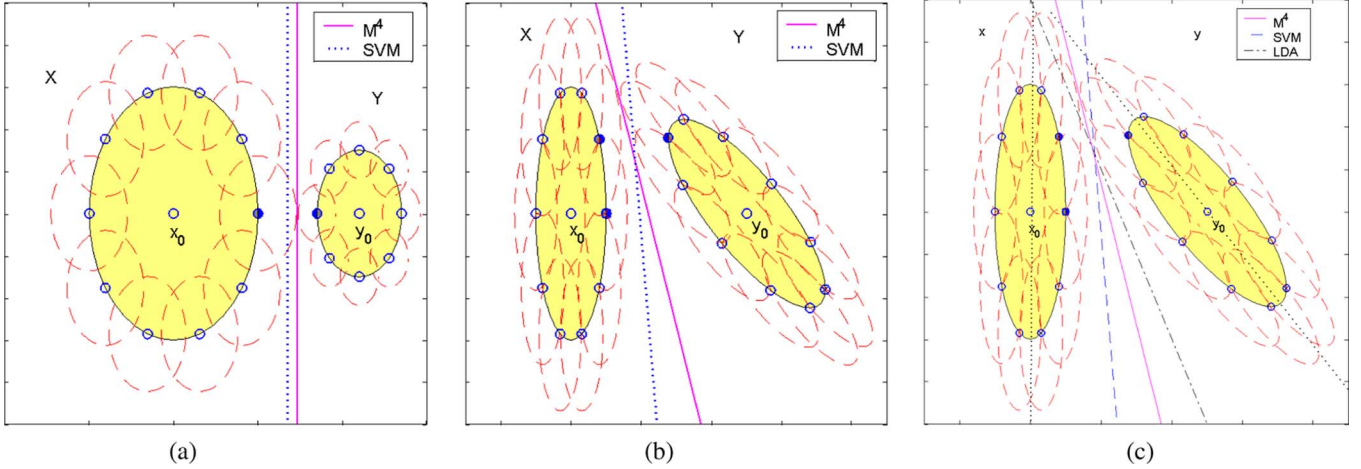 M⁴
SVM
X
Y
x₀
y₀
(a)
M⁴
SVM
X
Y
x₀
y₀
(b)
M⁴
SVM
LDA
x
y
x₀
y₀
(c)